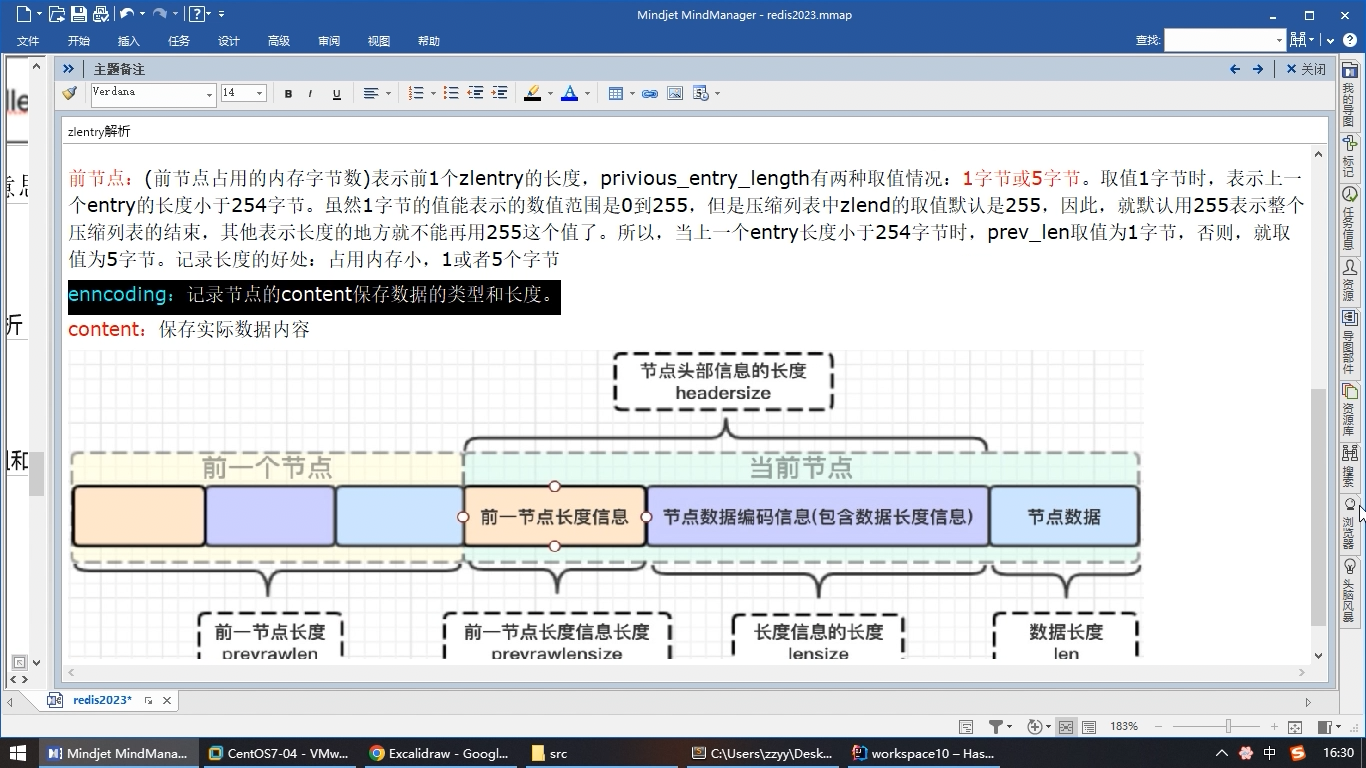 Mindjet MindManager - redis2023.mmap
文件 开始 插入 任务 设计 高级 审阅 视图 帮助 查找:
主题备注 关闭
Verdana 14 B I U A
zlentry解析
前节点：(前节点占用的内存字节数)表示前1个zlentry的长度，privious_entry_length有两种取值情况：1字节或5字节。取值1字节时，表示上一
个entry的长度小于254字节。虽然1字节的值能表示的数值范围是0到255，但是压缩列表中zlend的取值默认是255，因此，就默认用255表示整个
压缩列表的结束，其他表示长度的地方就不能再用255这个值了。所以，当上一个entry长度小于254字节时，prev_len取值为1字节，否则，就取
值为5字节。记录长度的好处：占用内存小，1或者5个字节
enncoding：记录节点的content保存数据的类型和长度。
content：保存实际数据内容
节点头部信息的长度
headersize
前一个节点 当前节点
前一节点长度信息 节点数据编码信息(包含数据长度信息) 节点数据
前一节点长度 前一节点长度信息长度 长度信息的长度 数据长度
prevrawlen prevrawlensize lensize len
我的导图
标记
任务信息
资源
导图部件
资源库
搜索
浏览器
头脑风暴
析
redis2023*
183%
Mindjet MindMana... CentOS7-04 - VMw... Excalidraw - Googl... src C:\Users\zzyy\Desk... workspace10 – Has... 中 16:30